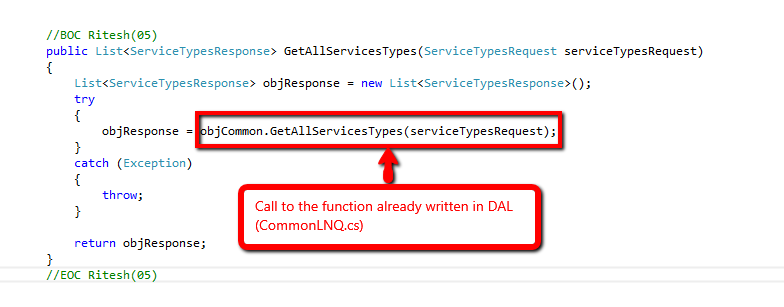 //BOC Ritesh(05)
public List<ServiceTypesResponse> GetAllServicesTypes(ServiceTypesRequest serviceTypesRequest)
{
List<ServiceTypesResponse> objResponse = new List<ServiceTypesResponse>();
try
{
objResponse = objCommon.GetAllServicesTypes(serviceTypesRequest);
}
catch (Exception)
{
throw;
}
Call to the function already written in DAL
(CommonLNQ.cs)
return objResponse;
}
//EOC Ritesh(05)